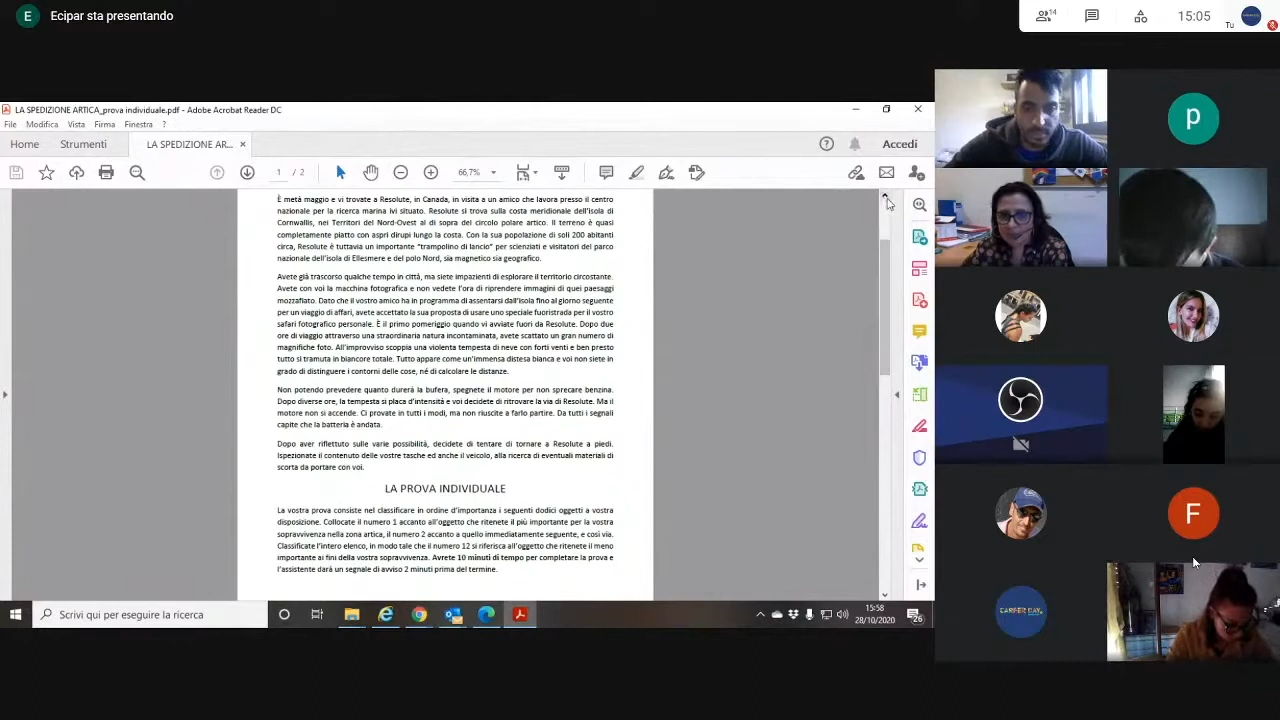 E Ecipar sta presentando
14
15:05
Tu
LA SPEDIZIONE ARTICA_prova individuale.pdf - Adobe Acrobat Reader DC
File Modifica Vista Firma Finestra ?
Home Strumenti LA SPEDIZIONE AR... × Accedi
1 / 2 66,7%
È metà maggio e vi trovate a Resolute, in Canada, in visita a un amico che lavora presso il centro
nazionale per la ricerca marina ivi situato. Resolute si trova sulla costa meridionale dell'isola di
Cornwallis, nei Territori del Nord-Ovest al di sopra del circolo polare artico. Il terreno è quasi
completamente piatto con aspri dirupi lungo la costa. Con la sua popolazione di soli 200 abitanti
circa, Resolute è tuttavia un importante "trampolino di lancio" per scienziati e visitatori del parco
nazionale dell'isola di Ellesmere e del polo Nord, sia magnetico sia geografico.
Avete già trascorso qualche tempo in città, ma siete impazienti di esplorare il territorio circostante.
Avete con voi la macchina fotografica e non vedete l'ora di riprendere immagini di quei paesaggi
mozzafiato. Dato che il vostro amico ha in programma di assentarsi dall'isola fino al giorno seguente
per un viaggio di affari, avete accettato la sua proposta di usare uno speciale fuoristrada per il vostro
safari fotografico personale. È il primo pomeriggio quando vi avviate fuori da Resolute. Dopo due
ore di viaggio attraverso una straordinaria natura incontaminata, avete scattato un gran numero di
magnifiche foto. All'improvviso scoppia una violenta tempesta di neve con forti venti e ben presto
tutto si tramuta in biancore totale. Tutto appare come un'immensa distesa bianca e voi non siete in
grado di distinguere i contorni delle cose, né di calcolare le distanze.
Non potendo prevedere quanto durerà la bufera, spegnete il motore per non sprecare benzina.
Dopo diverse ore, la tempesta si placa d'intensità e voi decidete di ritrovare la via di Resolute. Ma il
motore non si accende. Ci provate in tutti i modi, ma non riuscite a farlo partire. Da tutti i segnali
capite che la batteria è andata.
Dopo aver riflettuto sulle varie possibilità, decidete di tentare di tornare a Resolute a piedi.
Ispezionate il contenuto delle vostre tasche ed anche il veicolo, alla ricerca di eventuali materiali di
scorta da portare con voi.
LA PROVA INDIVIDUALE
La vostra prova consiste nel classificare in ordine d'importanza i seguenti dodici oggetti a vostra
disposizione. Collocate il numero 1 accanto all'oggetto che ritenete il più importante per la vostra
sopravvivenza nella zona artica, il numero 2 accanto a quello immediatamente seguente, e così via.
Classificate l'intero elenco, in modo tale che il numero 12 si riferisca all'oggetto che ritenete il meno
importante ai fini della vostra sopravvivenza. Avrete 10 minuti di tempo per completare la prova e
l'assistente darà un segnale di avviso 2 minuti prima del termine.
Scrivi qui per eseguire la ricerca
15:58
28/10/2020
26
p
F
CAREER DAY